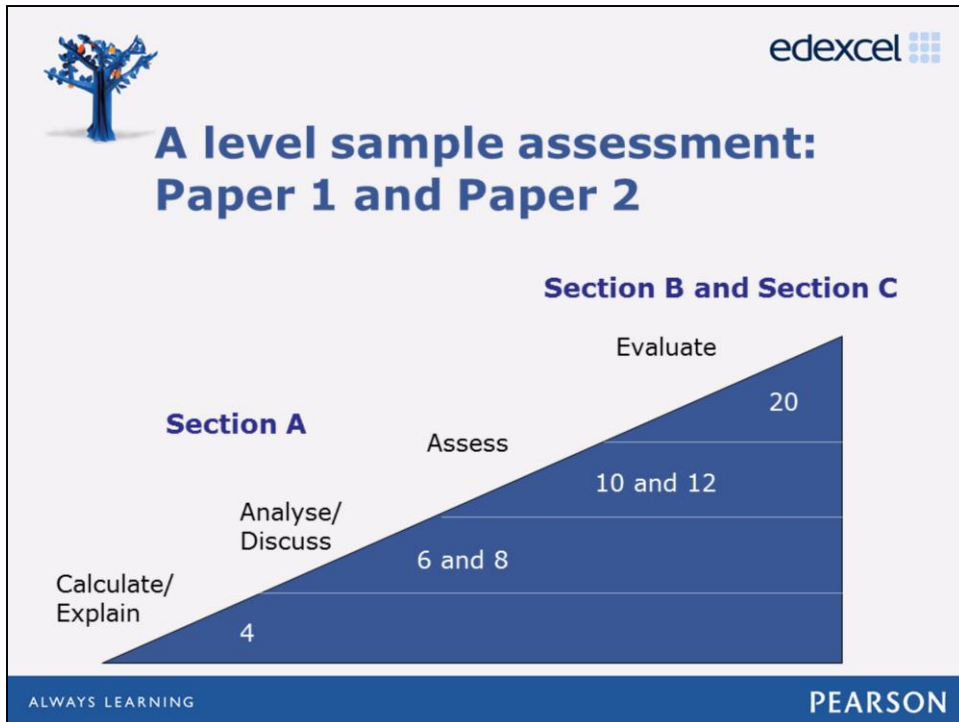 edexcel
A level sample assessment:
Paper 1 and Paper 2
Section B and Section C
Evaluate
20
Section A
Assess
10 and 12
Analyse/
Discuss
6 and 8
Calculate/
Explain
4
ALWAYS LEARNING
PEARSON